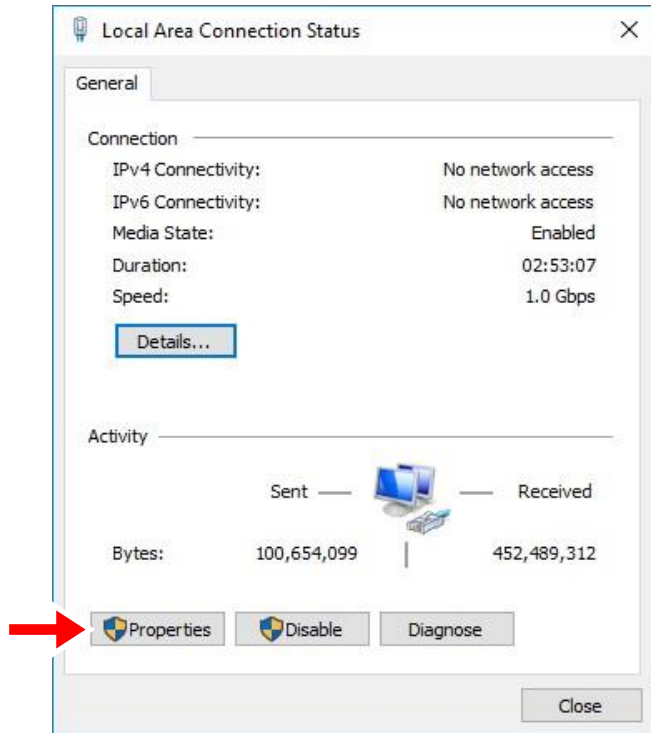 Local Area Connection Status
General
Connection
IPv4 Connectivity: No network access
IPv6 Connectivity: No network access
Media State: Enabled
Duration: 02:53:07
Speed: 1.0 Gbps
Details...
Activity
Sent Received
Bytes: 100,654,099 452,489,312
Properties Disable Diagnose
Close